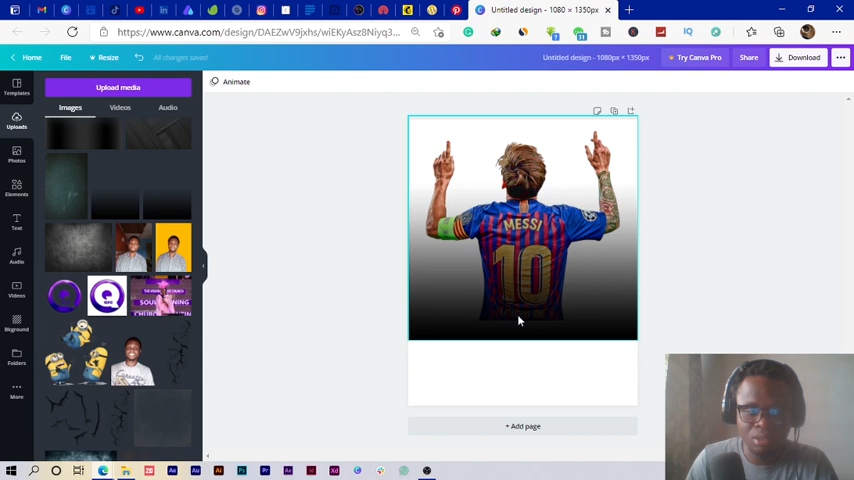 Untitled design - 1080 × 1350px
https://www.canva.com/design/DAEZwV9jxhs/wiEKyAsz8Niyq3...
Home
File
Resize
All changes saved
Untitled design - 1080px × 1350px
Try Canva Pro
Share
Download
Templates
Uploads
Photos
Elements
Text
Audio
Videos
Bkground
Folders
More
Upload media
Images
Videos
Audio
Animate
MESSI
10
+ Add page